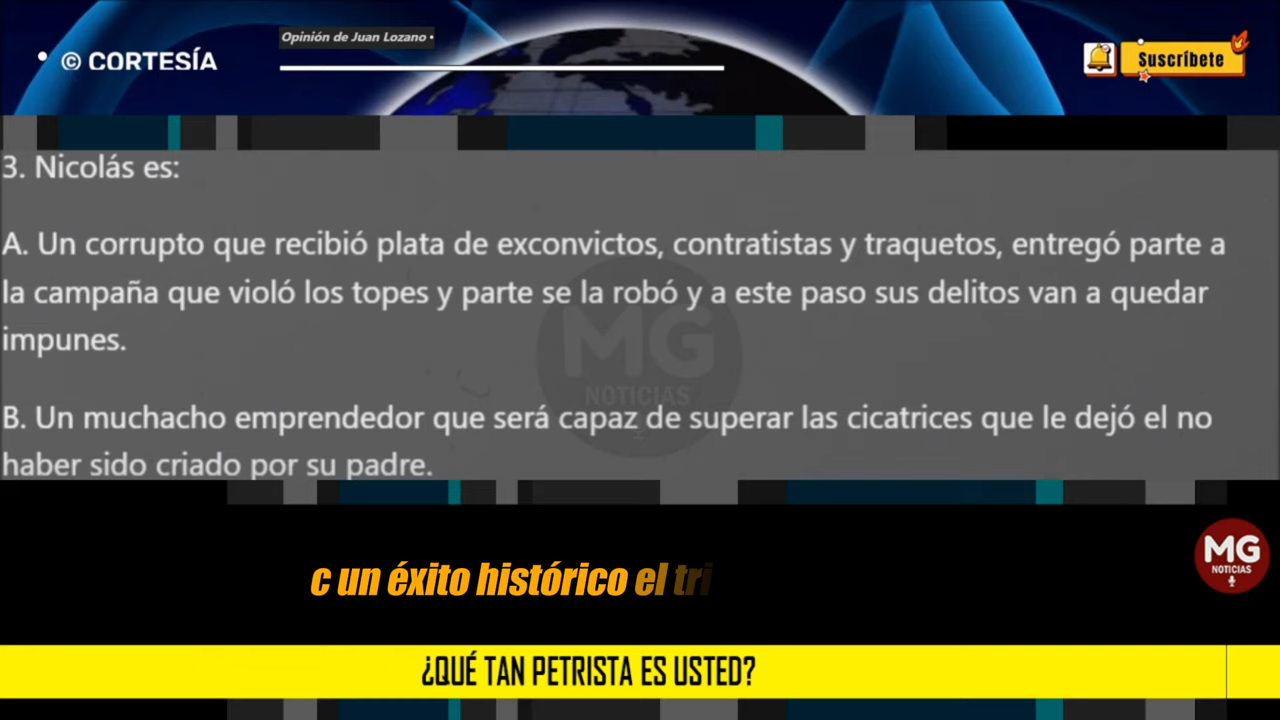 Opinión de Juan Lozano •
• © CORTESÍA
Suscríbete
3. Nicolás es:
A. Un corrupto que recibió plata de exconvictos, contratistas y traquetos, entregó parte a
la campaña que violó los topes y parte se la robó y a este paso sus delitos van a quedar
impunes.
MG
NOTICIAS
B. Un muchacho emprendedor que será capaz de superar las cicatrices que le dejó el no
haber sido criado por su padre.
MG
NOTICIAS
c un éxito histórico el tri
¿QUÉ TAN PETRISTA ES USTED?